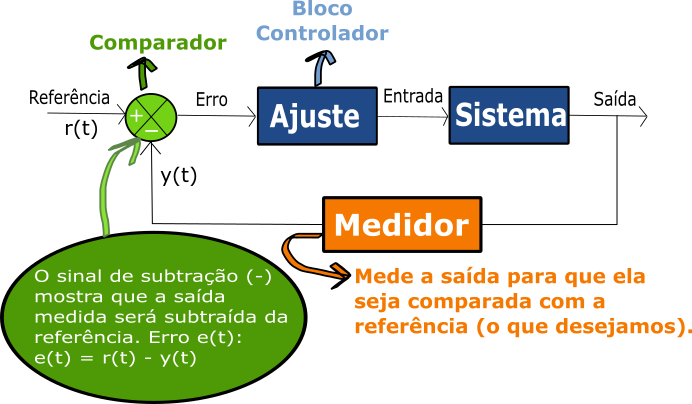 Bloco
Controlador
Comparador
Referência
r(t)
+
−
Erro
Ajuste
Entrada
Sistema
Saída
y(t)
Medidor
O sinal de subtração (-)
mostra que a saída
medida será subtraída da
referência. Erro e(t):
e(t) = r(t) - y(t)
Mede a saída para que ela
seja comparada com a
referência (o que desejamos).